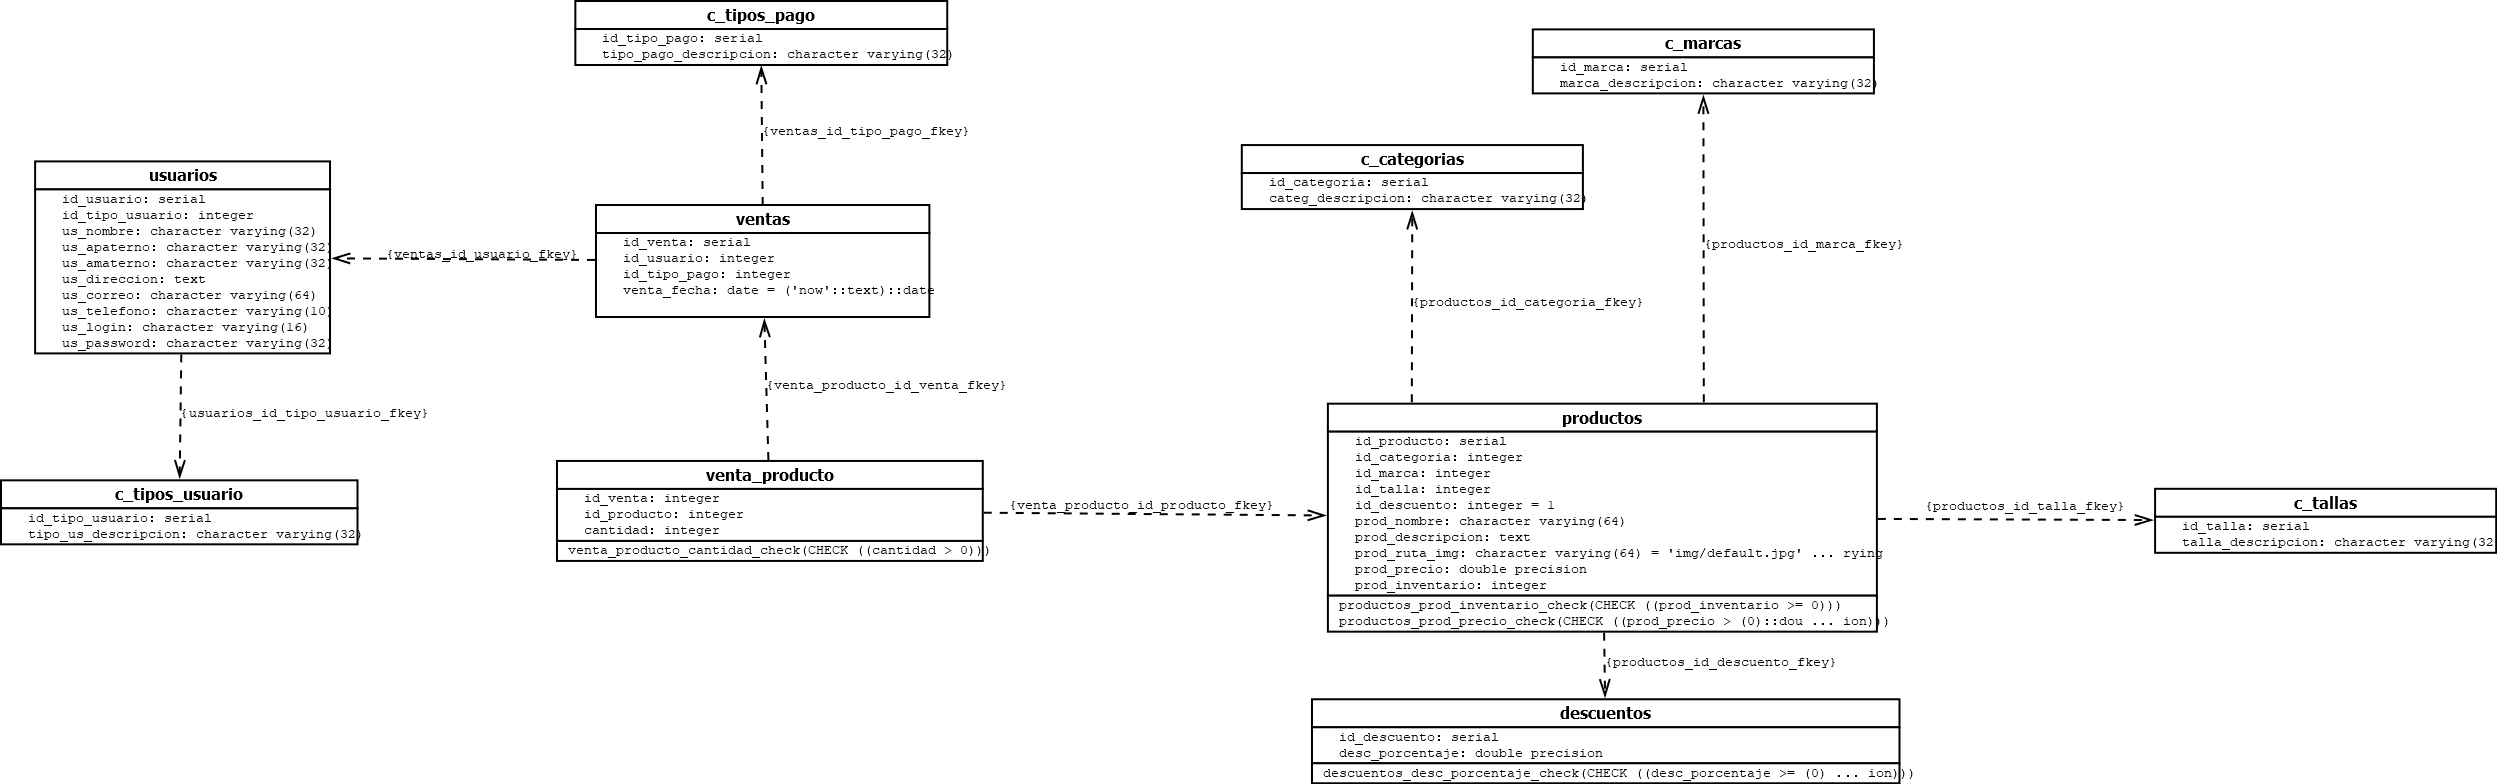 c_tipos_pago
id_tipo_pago: serial
tipo_pago_descripcion: character varying(32)
c_marcas
id_marca: serial
marca_descripcion: character varying(32)
{ventas_id_tipo_pago_fkey}
c_categorias
id_categoria: serial
categ_descripcion: character varying(32)
usuarios
id_usuario: serial
id_tipo_usuario: integer
us_nombre: character varying(32)
us_apaterno: character varying(32)
us_amaterno: character varying(32)
us_direccion: text
us_correo: character varying(64)
us_telefono: character varying(10)
us_login: character varying(16)
us_password: character varying(32)
{ventas_id_usuario_fkey}
ventas
id_venta: serial
id_usuario: integer
id_tipo_pago: integer
venta_fecha: date = ('now'::text)::date
{productos_id_marca_fkey}
{productos_id_categoria_fkey}
{venta_producto_id_venta_fkey}
{usuarios_id_tipo_usuario_fkey}
c_tipos_usuario
id_tipo_usuario: serial
tipo_us_descripcion: character varying(32)
venta_producto
id_venta: integer
id_producto: integer
cantidad: integer
venta_producto_cantidad_check(CHECK ((cantidad > 0)))
{venta_producto_id_producto_fkey}
productos
id_producto: serial
id_categoria: integer
id_marca: integer
id_talla: integer
id_descuento: integer = 1
prod_nombre: character varying(64)
prod_descripcion: text
prod_ruta_img: character varying(64) = 'img/default.jpg' ... rying
prod_precio: double precision
prod_inventario: integer
productos_prod_inventario_check(CHECK ((prod_inventario >= 0)))
productos_prod_precio_check(CHECK ((prod_precio > (0)::dou ... ion)))
{productos_id_talla_fkey}
c_tallas
id_talla: serial
talla_descripcion: character varying(32
{productos_id_descuento_fkey}
descuentos
id_descuento: serial
desc_porcentaje: double precision
descuentos_desc_porcentaje_check(CHECK ((desc_porcentaje >= (0) ... ion)))